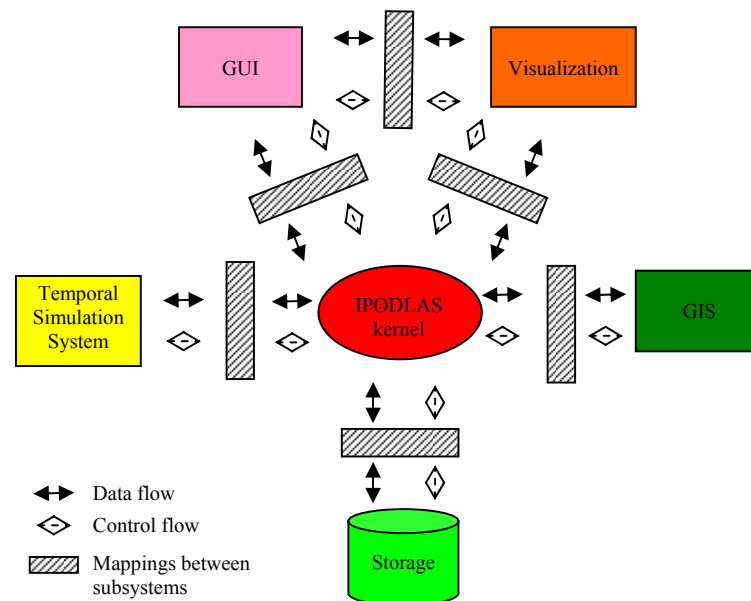 GUI
Visualization
Temporal
Simulation
System
IPODLAS
kernel
GIS
Storage
Data flow
Control flow
Mappings between
subsystems